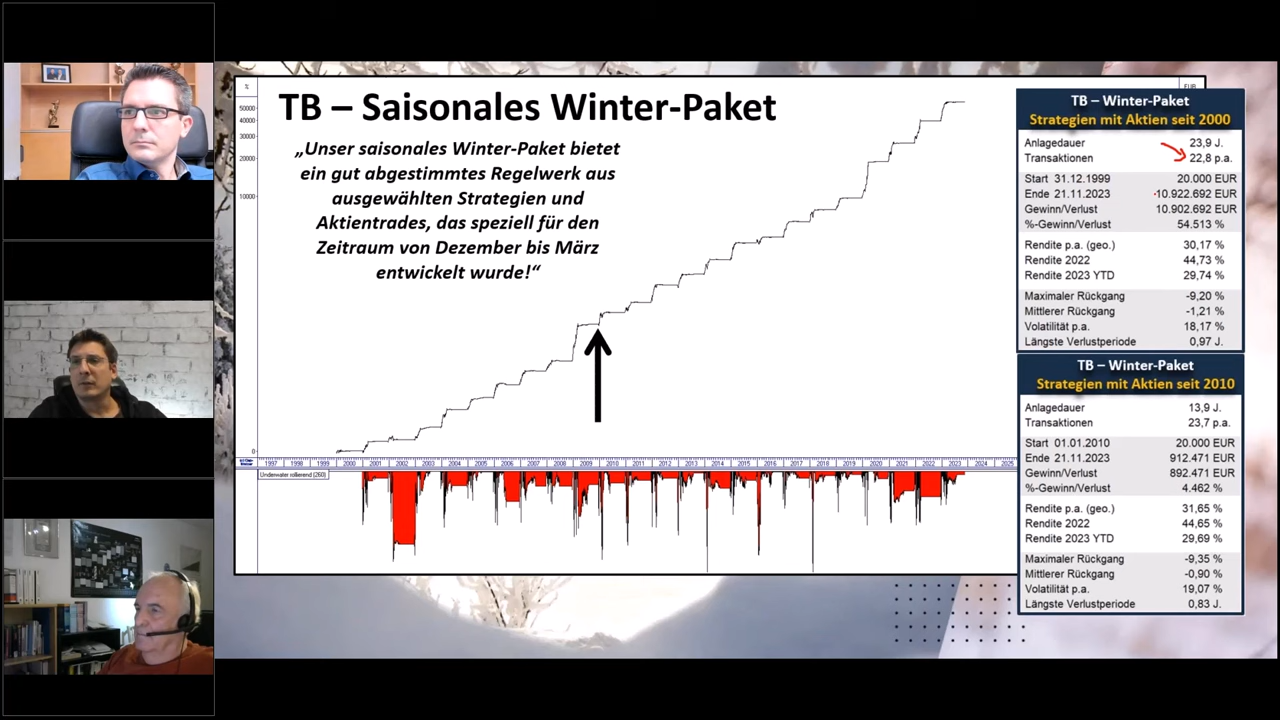 TB – Saisonales Winter-Paket
„Unser saisonales Winter-Paket bietet
ein gut abgestimmtes Regelwerk aus
ausgewählten Strategien und
Aktientrades, das speziell für den
Zeitraum von Dezember bis März
entwickelt wurde!“
%
EUR
50000
40000
30000
20000
10000
0
1997 1998 1999 2000 2001 2002 2003 2004 2005 2006 2007 2008 2009 2010 2011 2012 2013 2014 2015 2016 2017 2018 2019 2020 2021 2022 2023 2024 2025
Underwater rollierend (260)
TB – Winter-Paket
Strategien mit Aktien seit 2000
Anlagedauer 23,9 J.
Transaktionen 22,8 p.a.
Start 31.12.1999 20.000 EUR
Ende 21.11.2023 10.922.692 EUR
Gewinn/Verlust 10.902.692 EUR
%-Gewinn/Verlust 54.513 %
Rendite p.a. (geo.) 30,17 %
Rendite 2022 44,73 %
Rendite 2023 YTD 29,74 %
Maximaler Rückgang -9,20 %
Mittlerer Rückgang -1,21 %
Volatilität p.a. 18,17 %
Längste Verlustperiode 0,97 J.
TB – Winter-Paket
Strategien mit Aktien seit 2010
Anlagedauer 13,9 J.
Transaktionen 23,7 p.a.
Start 01.01.2010 20.000 EUR
Ende 21.11.2023 912.471 EUR
Gewinn/Verlust 892.471 EUR
%-Gewinn/Verlust 4.462 %
Rendite p.a. (geo.) 31,65 %
Rendite 2022 44,65 %
Rendite 2023 YTD 29,69 %
Maximaler Rückgang -9,35 %
Mittlerer Rückgang -0,90 %
Volatilität p.a. 19,07 %
Längste Verlustperiode 0,83 J.